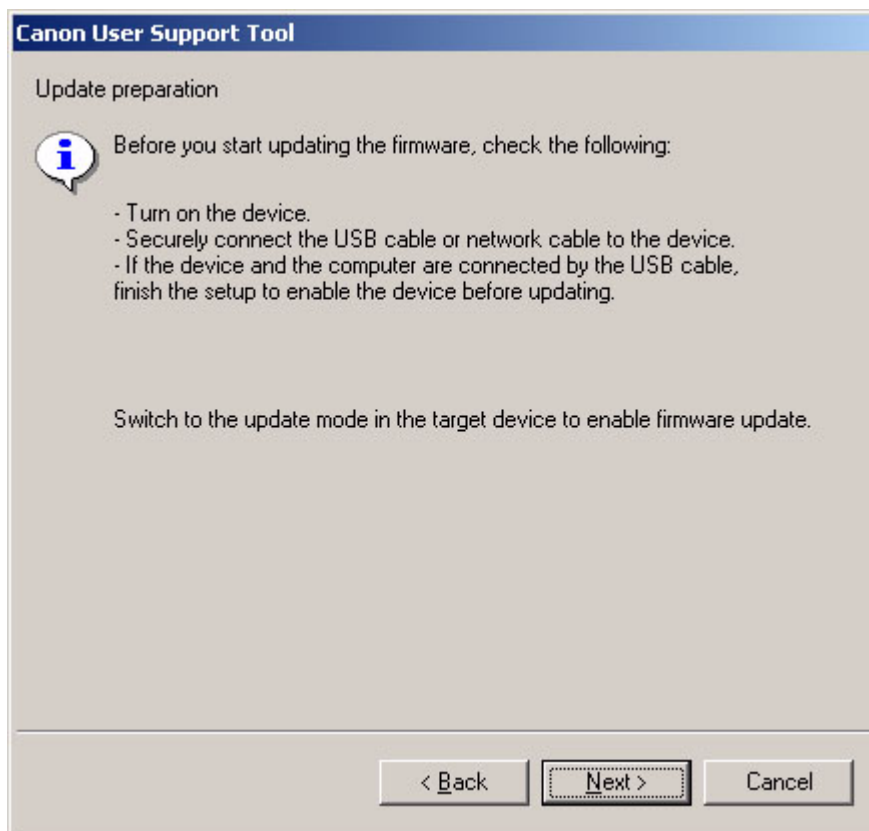 Canon User Support Tool
Update preparation
Before you start updating the firmware, check the following:
- Turn on the device.
- Securely connect the USB cable or network cable to the device.
- If the device and the computer are connected by the USB cable,
finish the setup to enable the device before updating.
Switch to the update mode in the target device to enable firmware update.
< Back Next > Cancel